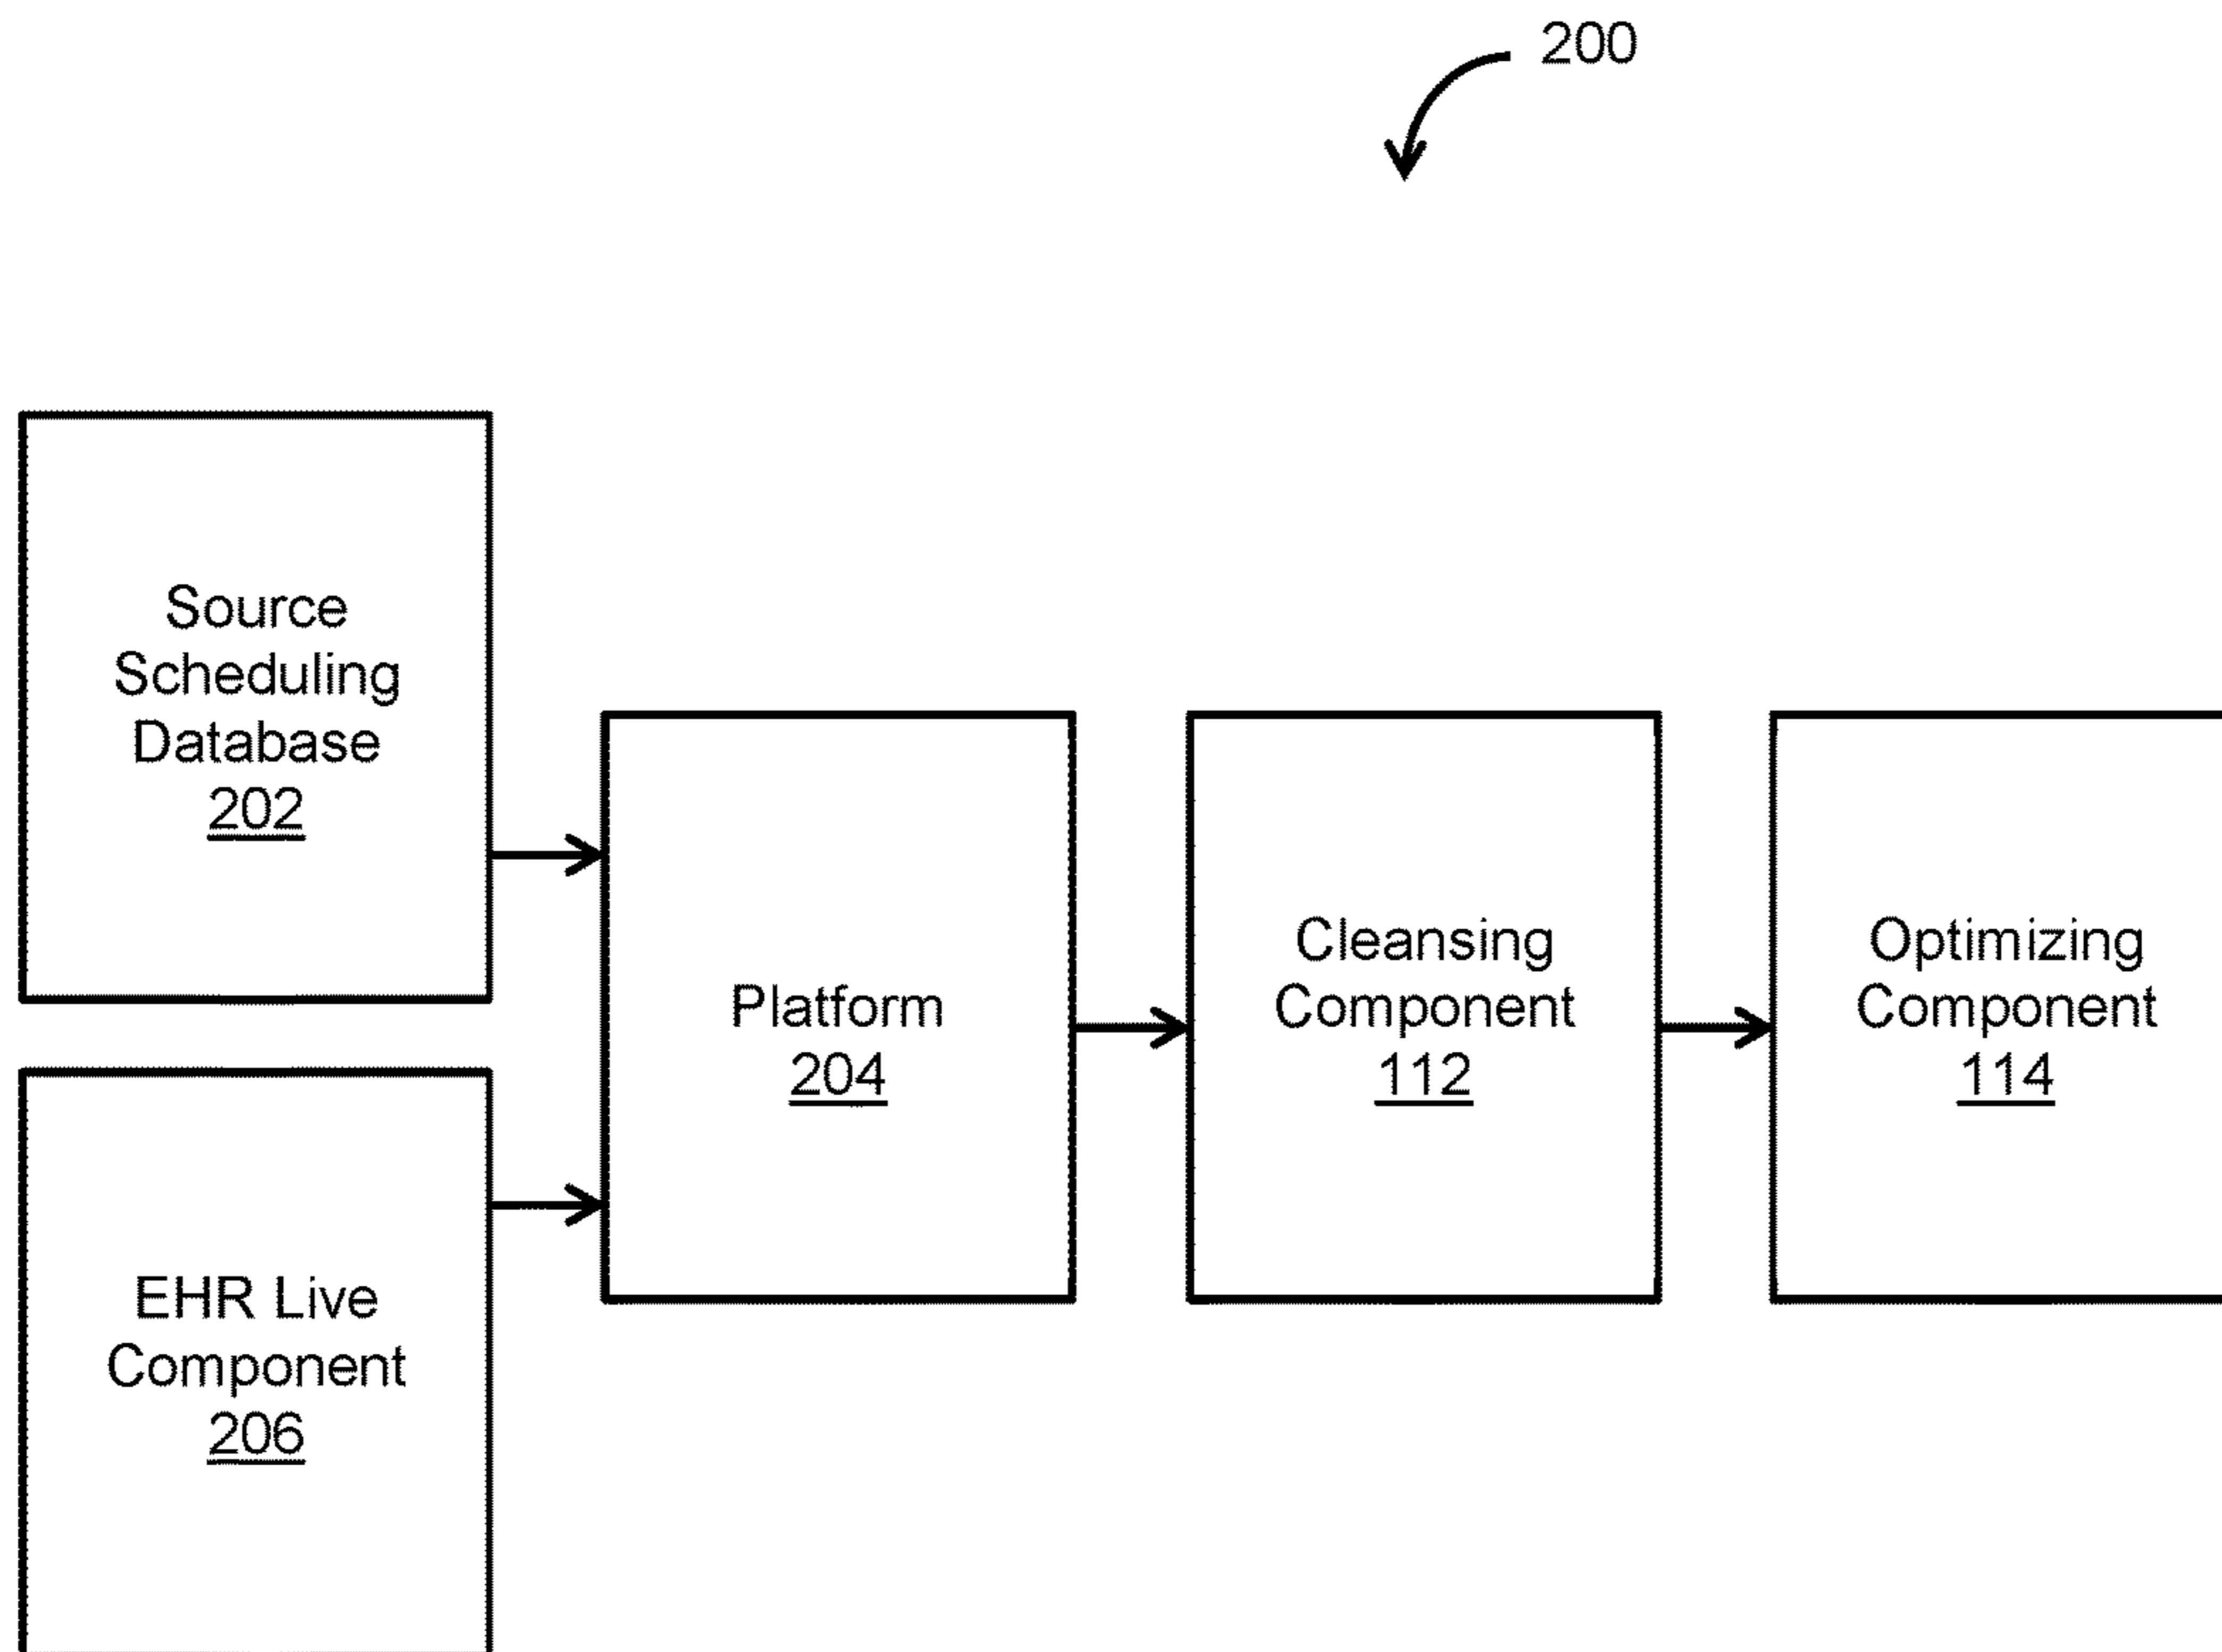 200
Source
Scheduling
Database
202
EHR Live
Component
206
Platform
204
Cleansing
Component
112
Optimizing
Component
114